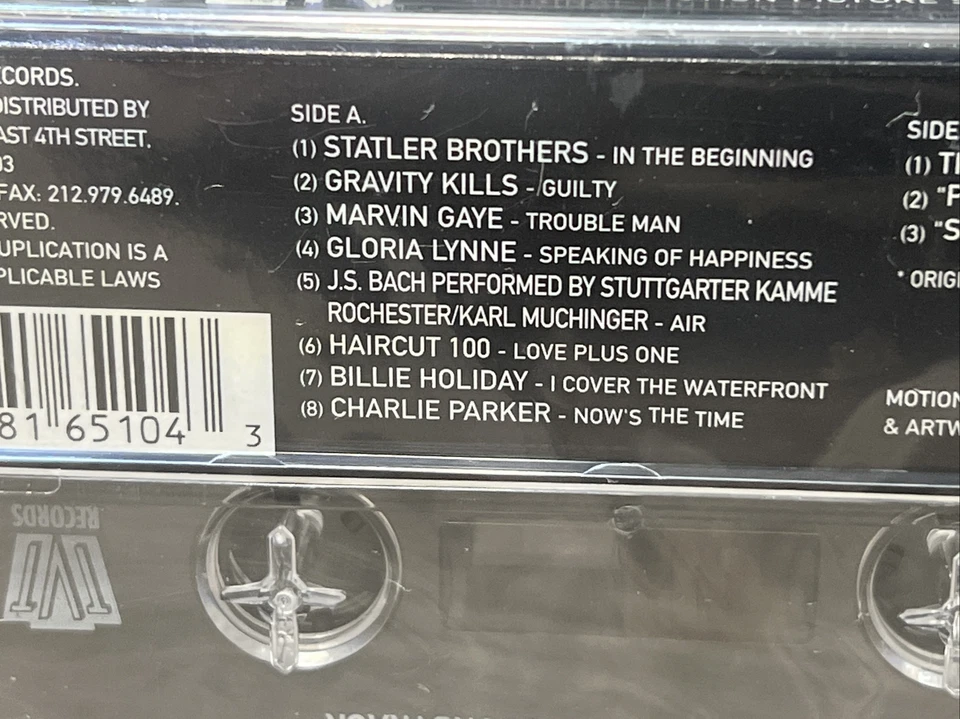 MOTION PICTURE
CORDS.
DISTRIBUTED BY
AST 4TH STREET.
03
FAX: 212.979.6489.
RVED.
UPLICATION IS A
PLICABLE LAWS
81 65104 3
SIDE A.
(1) STATLER BROTHERS - IN THE BEGINNING
(2) GRAVITY KILLS - GUILTY
(3) MARVIN GAYE - TROUBLE MAN
(4) GLORIA LYNNE - SPEAKING OF HAPPINESS
(5) J.S. BACH PERFORMED BY STUTTGARTER KAMME
ROCHESTER/KARL MUCHINGER - AIR
(6) HAIRCUT 100 - LOVE PLUS ONE
(7) BILLIE HOLIDAY - I COVER THE WATERFRONT
(8) CHARLIE PARKER - NOW'S THE TIME
SIDE
(1) T
(2) "F
(3) "S
* ORIGI
MOTION
& ARTW
TVT
RECORDS